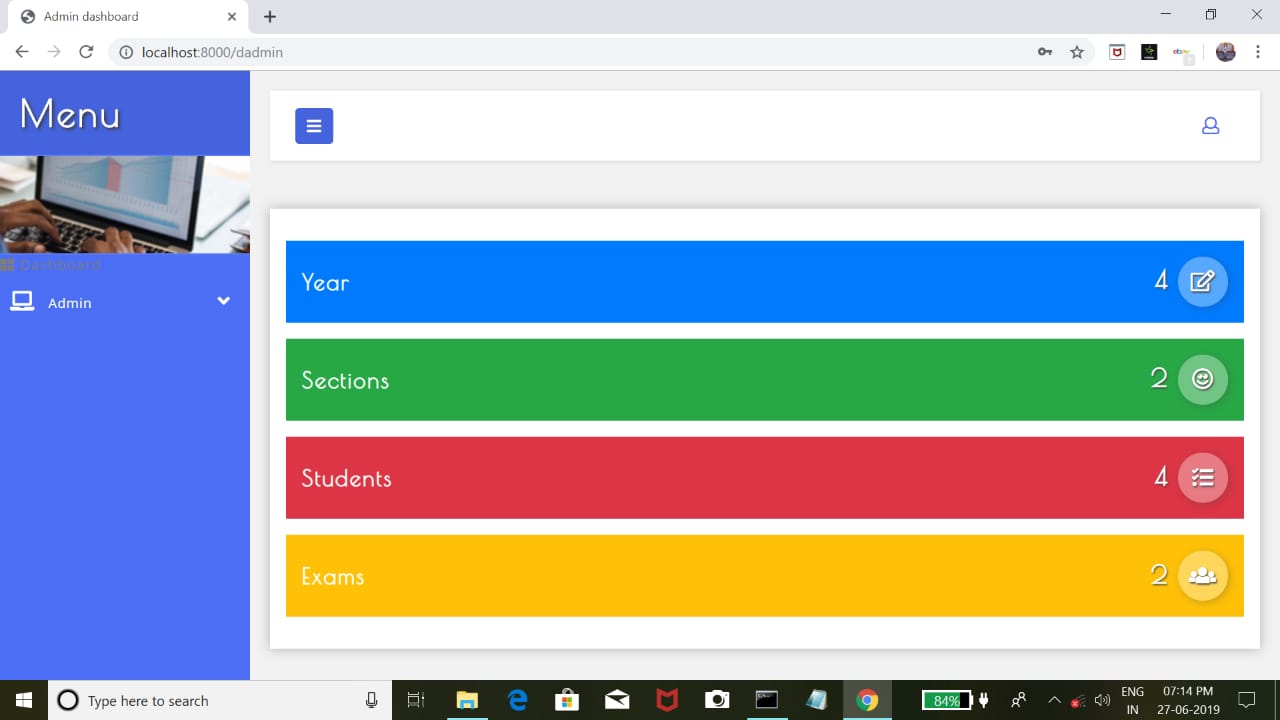 Admin dashboard
localhost:8000/dadmin
ebay
Menu
Dashboard
Admin
Year 4
Sections 2
Students 4
Exams 2
Type here to search
84%
ENG
IN
07:14 PM
27-06-2019